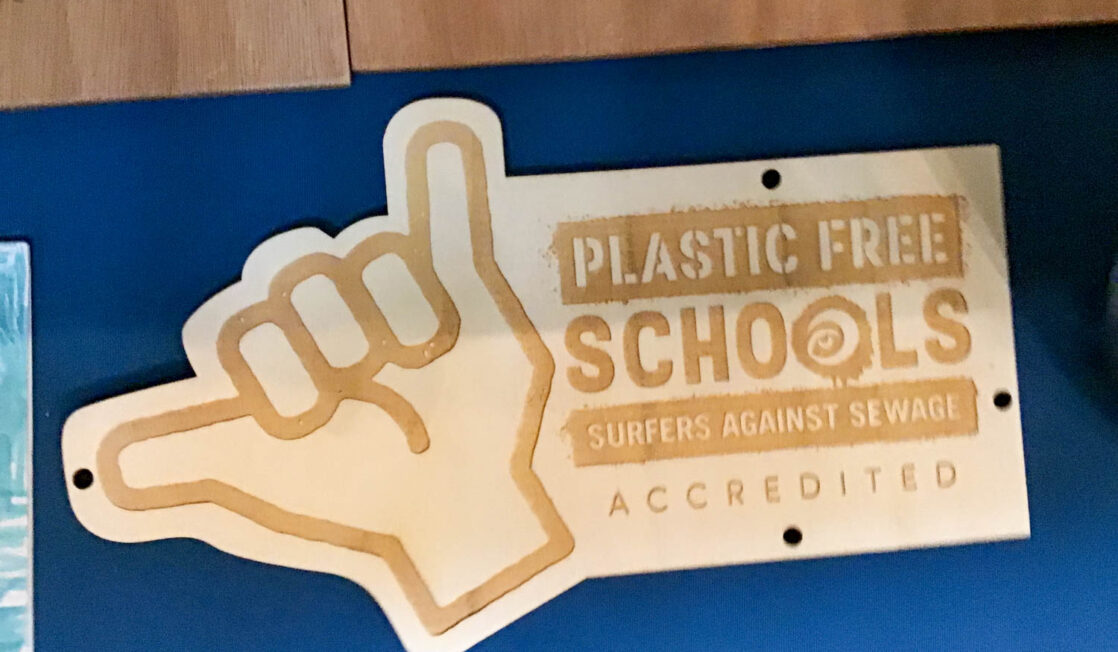 PLASTIC FREE
SCHOOLS
SURFERS AGAINST SEWAGE
ACCREDITED